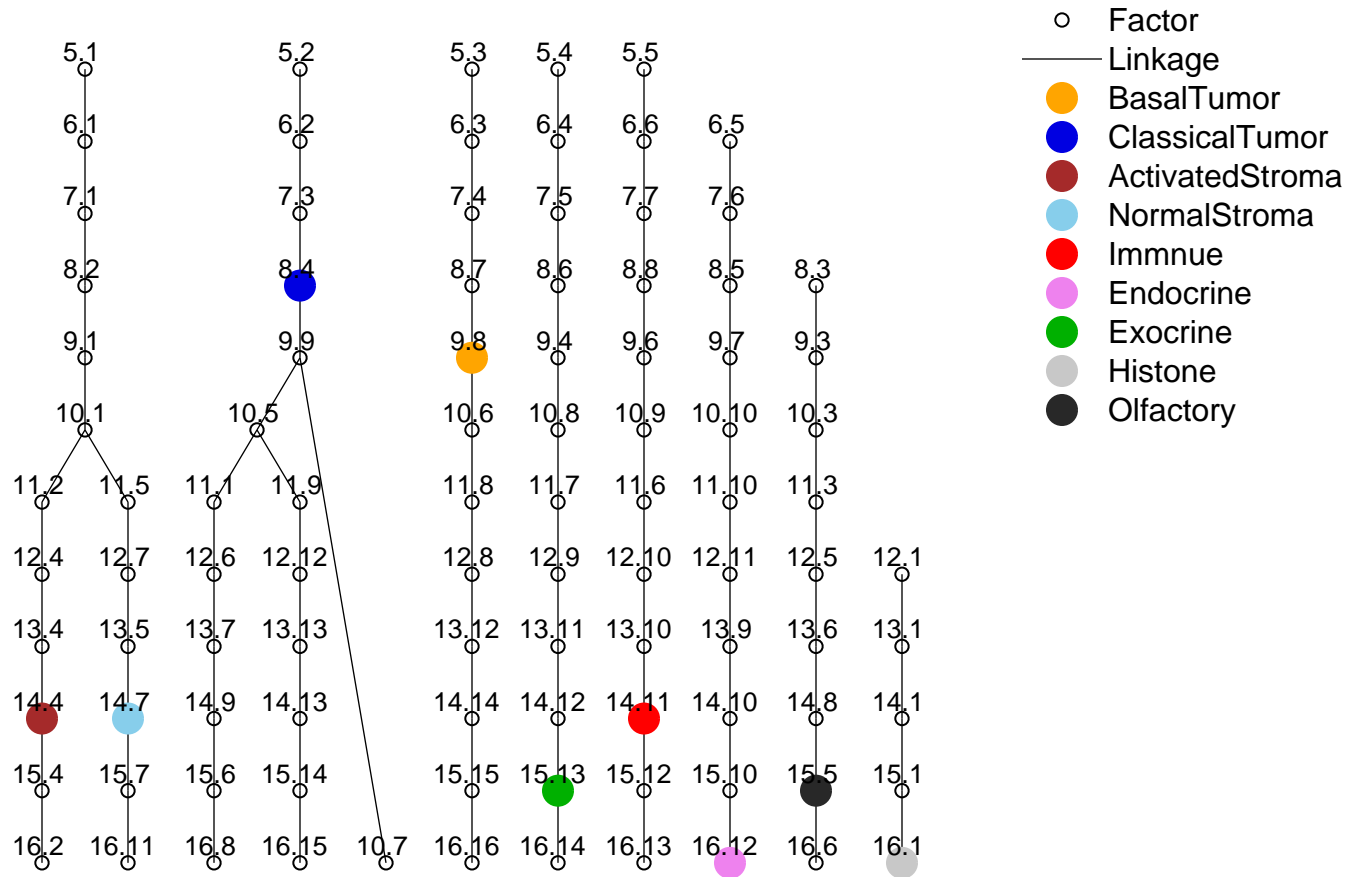 5.1 5.2 5.3 5.4 5.5
6.1 6.2 6.3 6.4 6.6 6.5
7.1 7.3 7.4 7.5 7.7 7.6
8.2 8.4 8.7 8.6 8.8 8.5 8.3
9.1 9.9 9.8 9.4 9.6 9.7 9.3
10.1 10.5 10.6 10.8 10.9 10.10 10.3
11.2 11.5 11.1 11.9 11.8 11.7 11.6 11.10 11.3
12.4 12.7 12.6 12.12 12.8 12.9 12.10 12.11 12.5 12.1
13.4 13.5 13.7 13.13 13.12 13.11 13.10 13.9 13.6 13.1
14.4 14.7 14.9 14.13 14.14 14.12 14.11 14.10 14.8 14.1
15.4 15.7 15.6 15.14 15.15 15.13 15.12 15.10 15.5 15.1
16.2 16.11 16.8 16.15 10.7 16.16 16.14 16.13 16.12 16.6 16.1
Factor
Linkage
BasalTumor
ClassicalTumor
ActivatedStroma
NormalStroma
Immnue
Endocrine
Exocrine
Histone
Olfactory